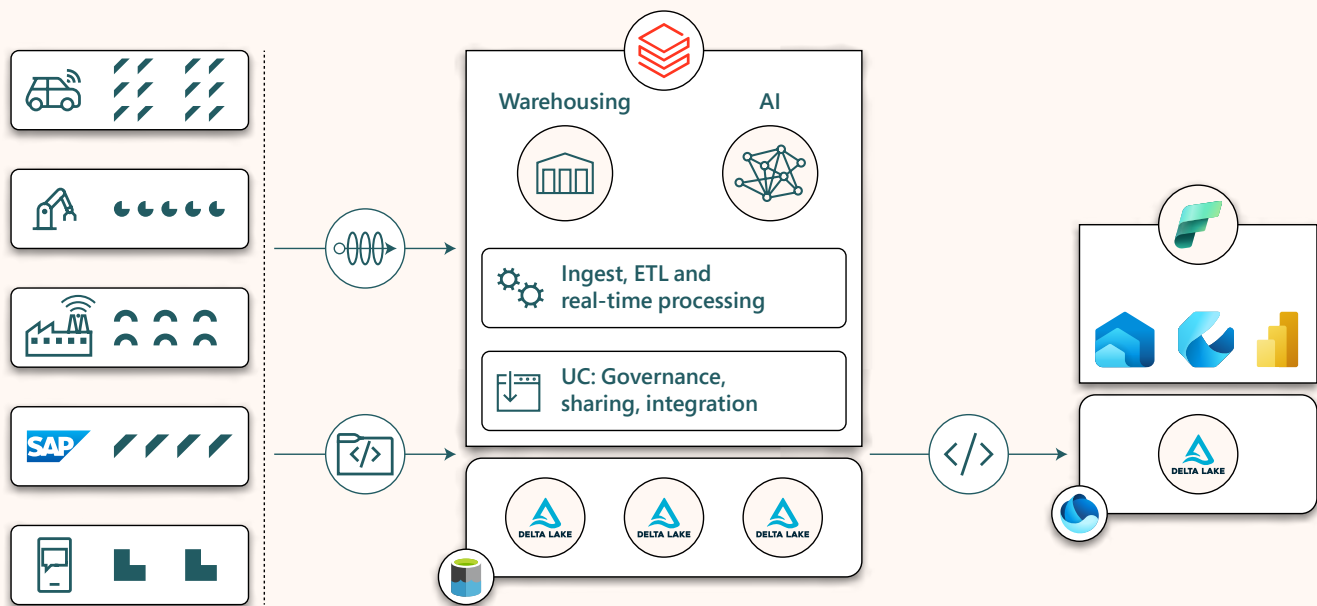 Warehousing
AI
Ingest, ETL and
real-time processing
UC: Governance,
sharing, integration
SAP
</>
</>
DELTA LAKE
DELTA LAKE
DELTA LAKE
DELTA LAKE